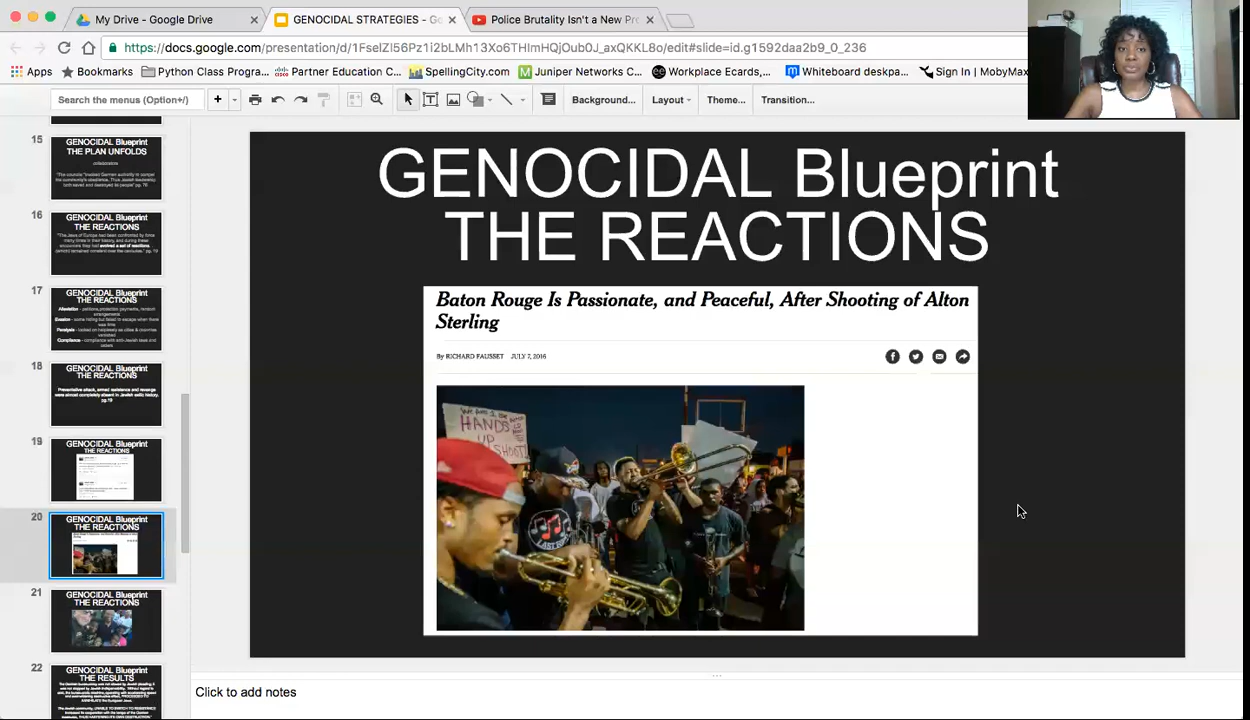 My Drive - Google Drive
GENOCIDAL STRATEGIES - Go
Police Brutality Isn't a New Pro
https://docs.google.com/presentation/d/1FselZl56Pz1i2bLMh13Xo6THImHQjOub0J_axQKKL8o/edit#slide=id.g1592daa2b9_0_236
Apps
Bookmarks
Python Class Progra...
Partner Education C...
SpellingCity.com
Juniper Networks C...
Workplace Ecards,...
Whiteboard deskpa...
Sign In | MobyMax
Search the menus (Option+/)
Background...
Layout
Theme...
Transition...
15
GENOCIDAL Blueprint
THE PLAN UNFOLDS
16
GENOCIDAL Blueprint
THE REACTIONS
17
GENOCIDAL Blueprint
THE REACTIONS
18
GENOCIDAL Blueprint
THE REACTIONS
19
GENOCIDAL Blueprint
THE REACTIONS
20
GENOCIDAL Blueprint
THE REACTIONS
21
GENOCIDAL Blueprint
THE REACTIONS
22
GENOCIDAL Blueprint
THE RESULTS
GENOCIDAL Blueprint
THE REACTIONS
Baton Rouge Is Passionate, and Peaceful, After Shooting of Alton
Sterling
By RICHARD FAUSSET JULY 7, 2016
HANDS
UP
SHOOT
Click to add notes